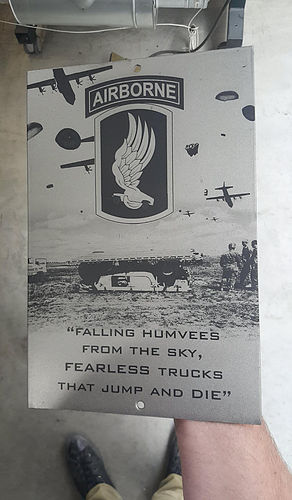 AIRBORNE
“FALLING HUMVEES
FROM THE SKY,
FEARLESS TRUCKS
THAT JUMP AND DIE”